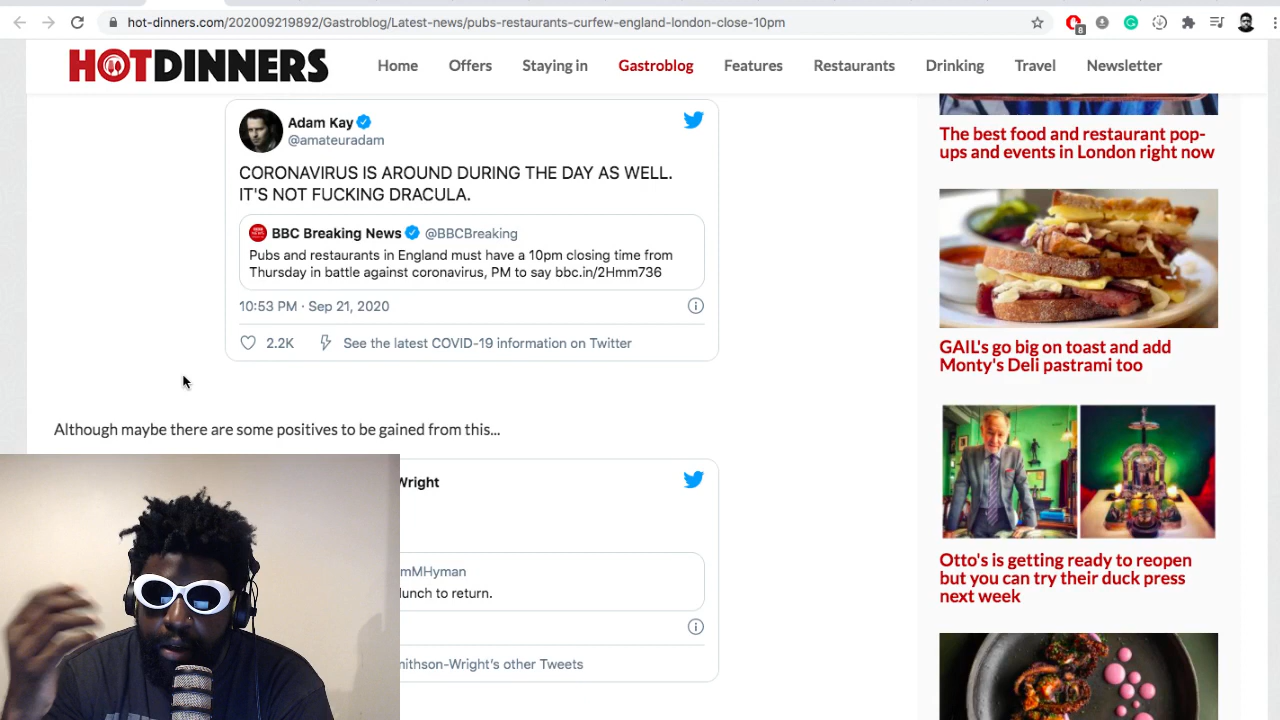 hot-dinners.com/202009219892/Gastroblog/Latest-news/pubs-restaurants-curfew-england-london-close-10pm
8
HOTDINNERS
Home Offers Staying in Gastroblog Features Restaurants Drinking Travel Newsletter
Adam Kay
@amateuradam
CORONAVIRUS IS AROUND DURING THE DAY AS WELL.
IT'S NOT FUCKING DRACULA.
BBC Breaking News @BBCBreaking
Pubs and restaurants in England must have a 10pm closing time from
Thursday in battle against coronavirus, PM to say bbc.in/2Hmm736
10:53 PM · Sep 21, 2020
2.2K See the latest COVID-19 information on Twitter
Although maybe there are some positives to be gained from this...
Wright
mMHyman
lunch to return.
nithson-Wright's other Tweets
The best food and restaurant pop-
ups and events in London right now
GAIL's go big on toast and add
Monty's Deli pastrami too
Otto's is getting ready to reopen
but you can try their duck press
next week